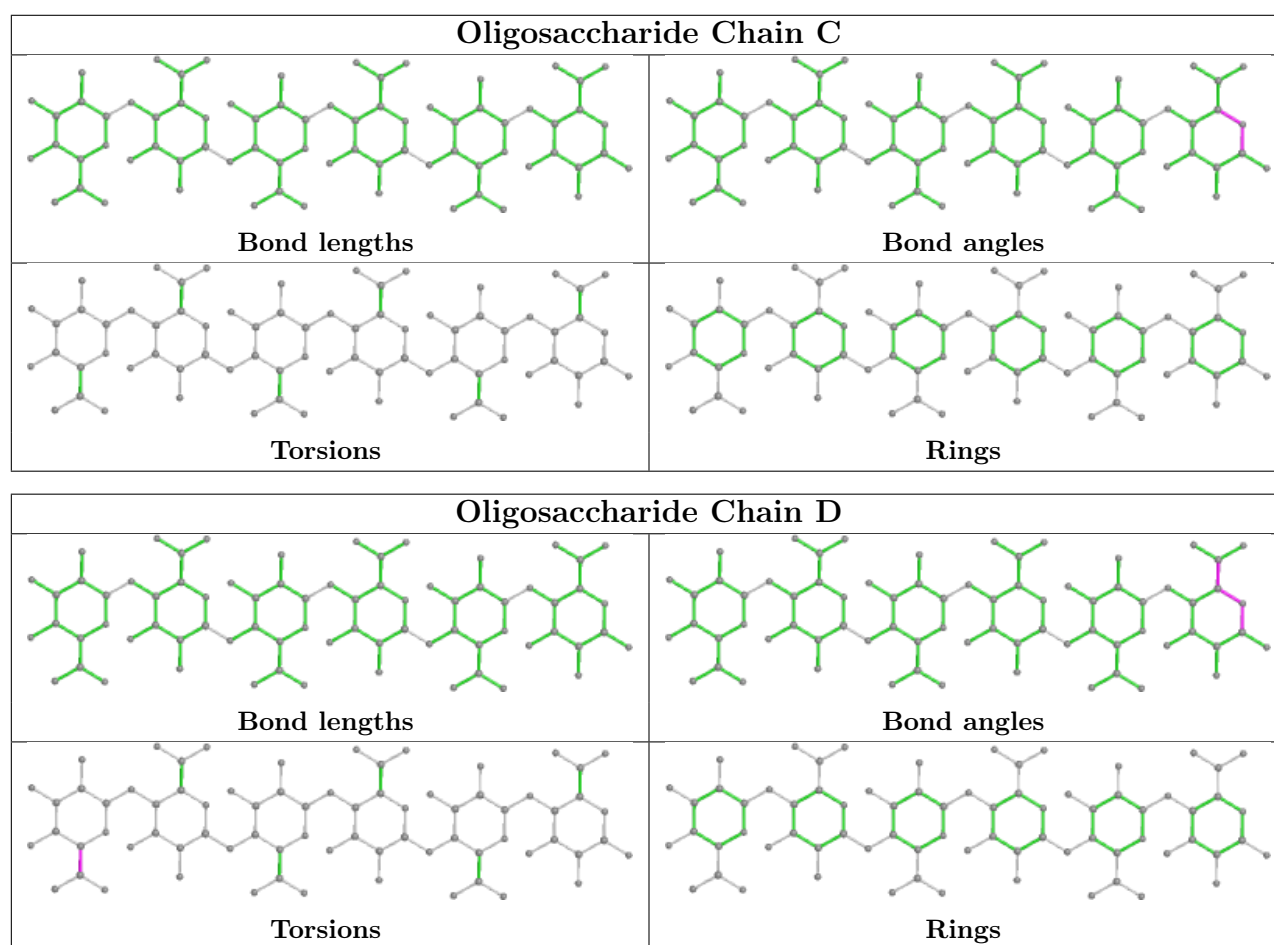 Oligosaccharide Chain C
Bond lengths
Bond angles
Torsions
Rings
Oligosaccharide Chain D
Bond lengths
Bond angles
Torsions
Rings